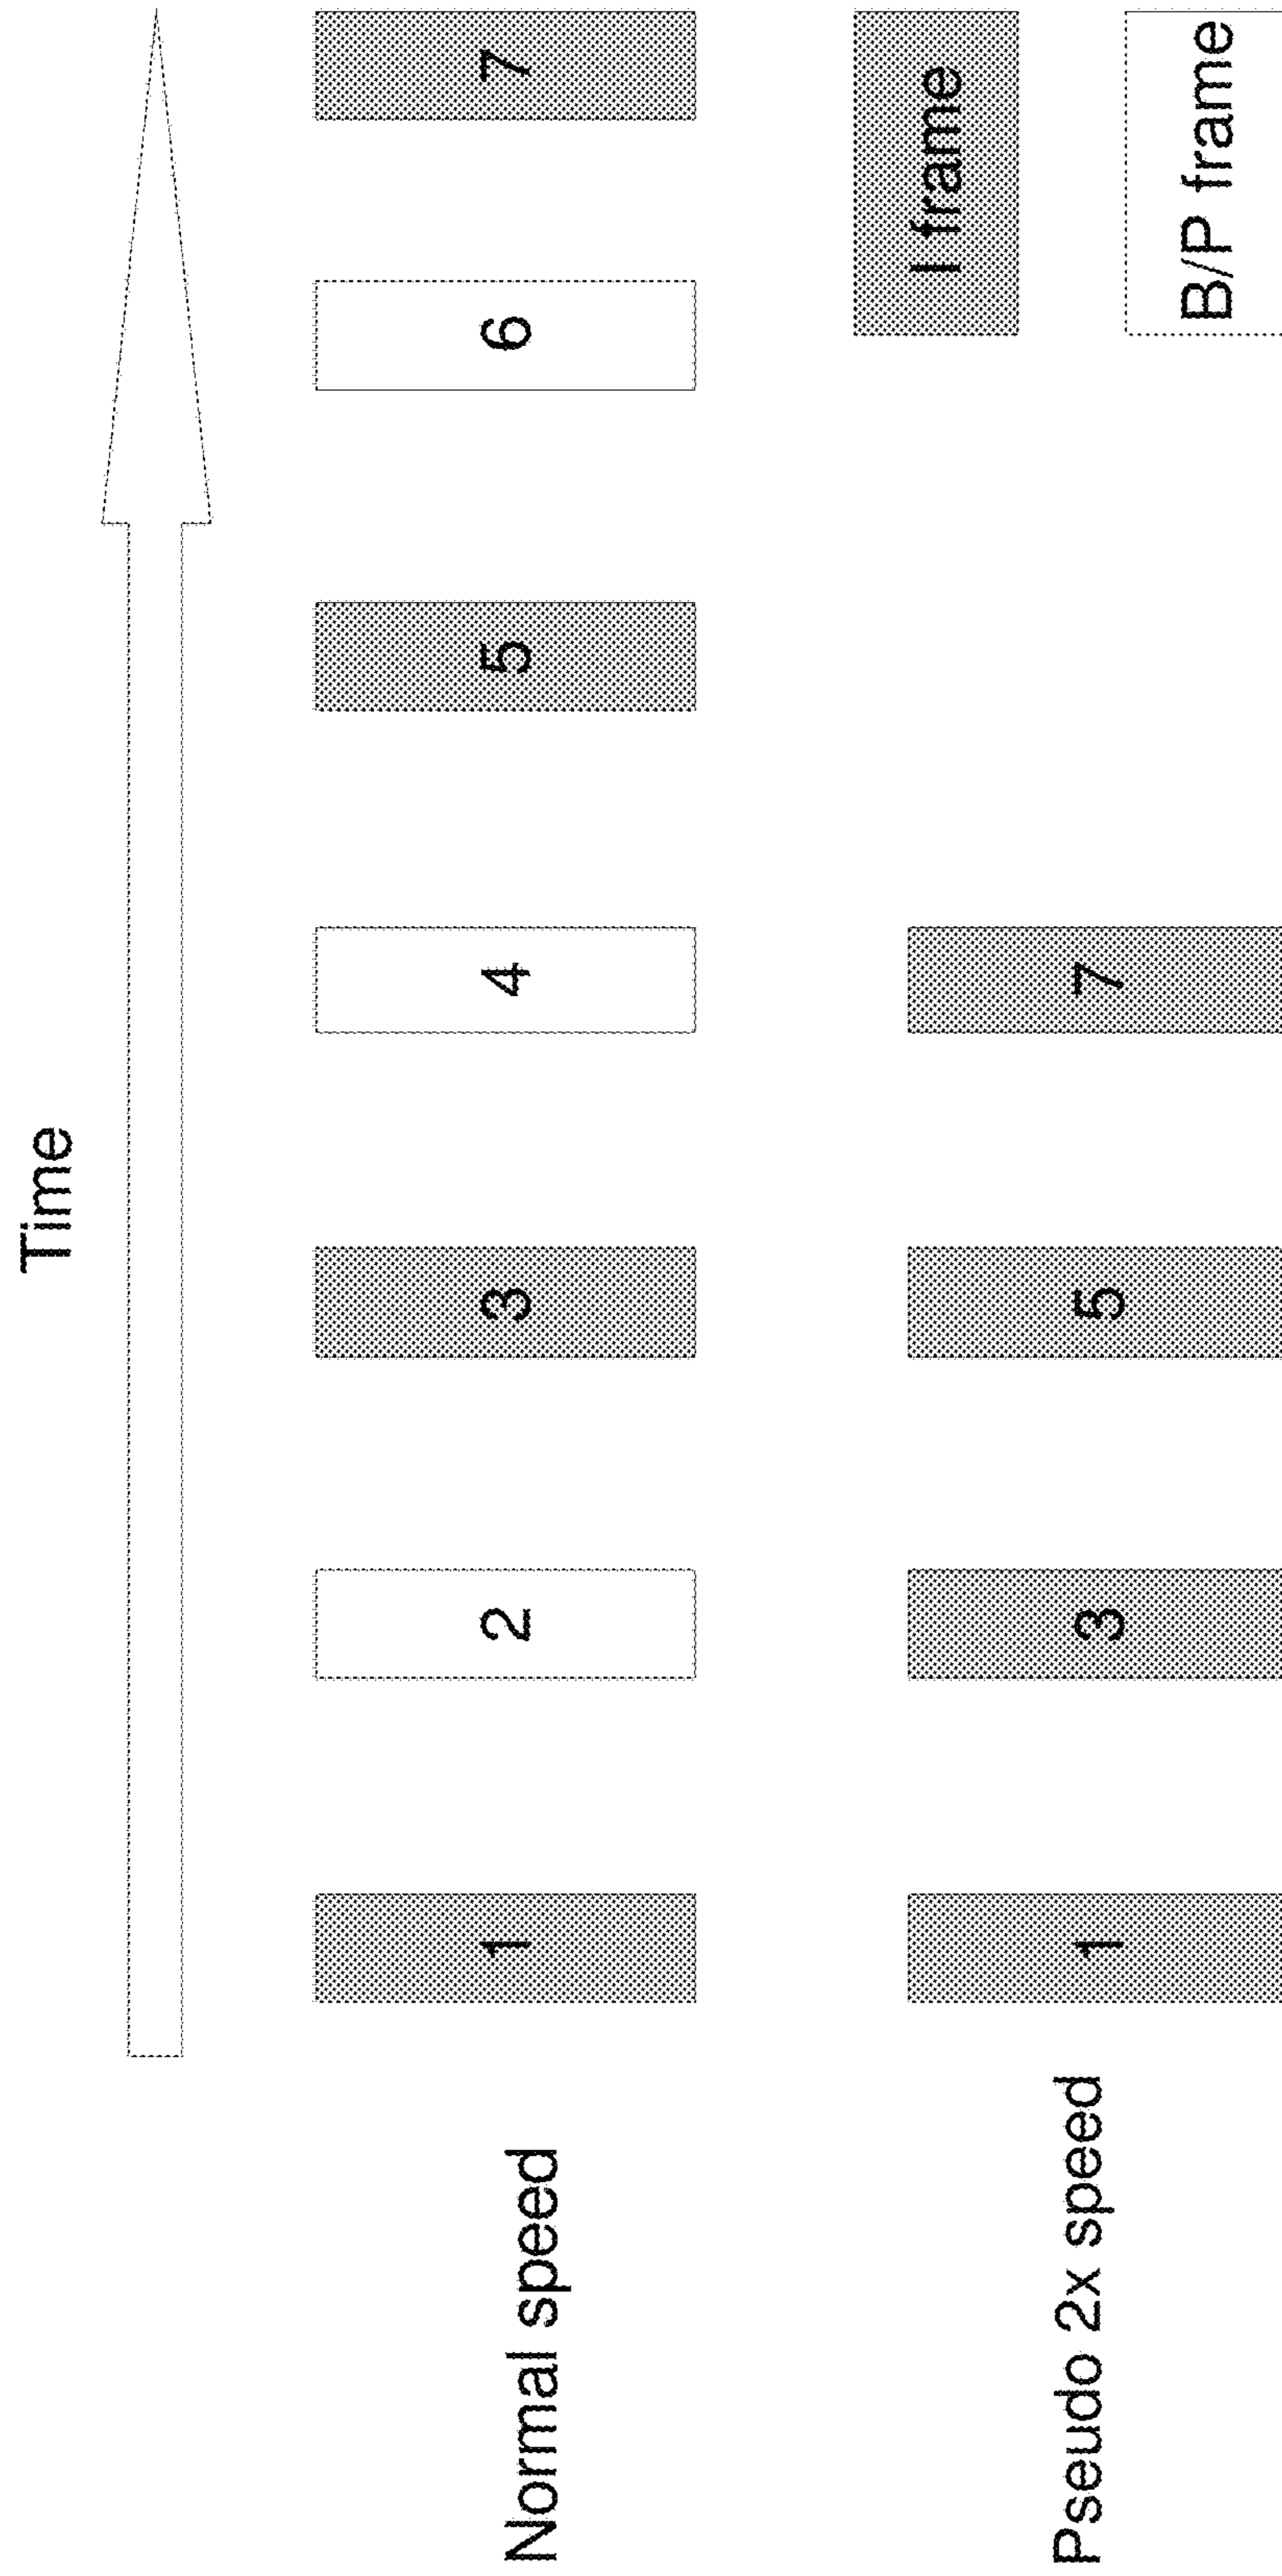 Time
Normal speed
1 2 3 4 5 6 7
Pseudo 2x speed
1 3 5 7
I frame
B/P frame